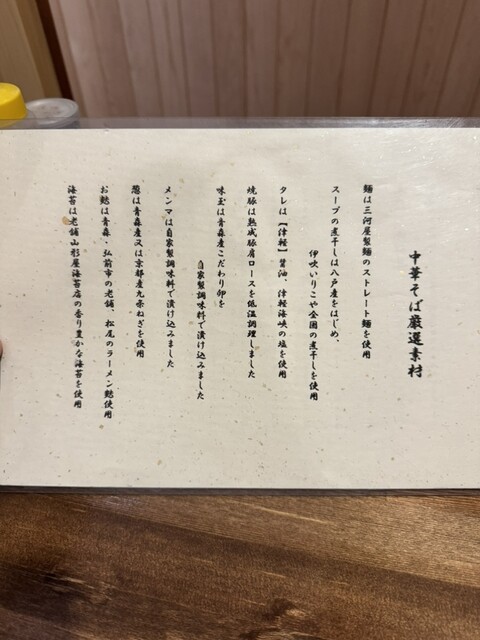 中華そば厳選素材
麺は三河屋製麺のストレート麺を使用
スープの煮干しは八戸産をはじめ、
伊吹いりこや全国の煮干しを使用
タレは【津軽】醤油、津軽海峡の塩を使用
焼豚は熟成豚肩ロースを低温調理しました
味玉は青森産こだわり卵を
自家製調味料で漬け込みました
メンマは自家製調味料で漬け込みました
葱は青森産又は京都産九条ねぎを使用
お麩は青森・弘前市の老舗、松尾のラーメン麩使用
海苔は老舗山形屋海苔店の香り豊かな海苔を使用